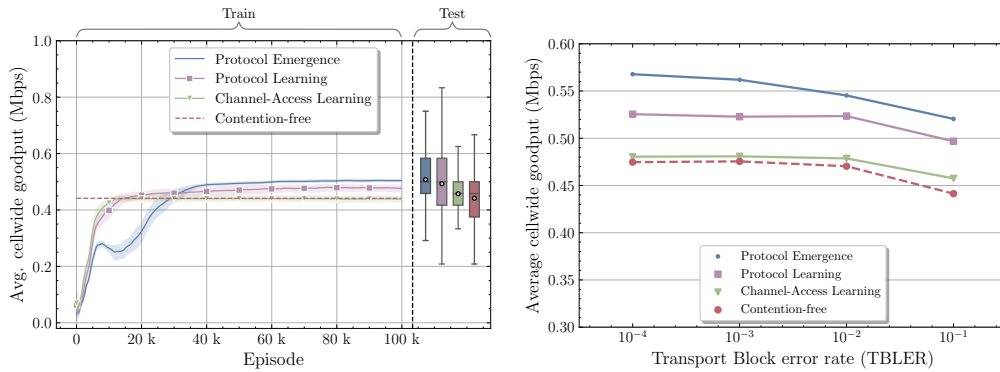 Train
Test
1.0
0.8
0.6
0.4
0.2
0.0
Avg. cellwide goodput (Mbps)
Protocol Emergence
Protocol Learning
Channel-Access Learning
Contention-free
0
20 k
40 k
60 k
80 k
100 k
Episode
0.60
0.55
0.50
0.45
0.40
0.35
0.30
Average cellwide goodput (Mbps)
Protocol Emergence
Protocol Learning
Channel-Access Learning
Contention-free
10⁻⁴
10⁻³
10⁻²
10⁻¹
Transport Block error rate (TBLER)